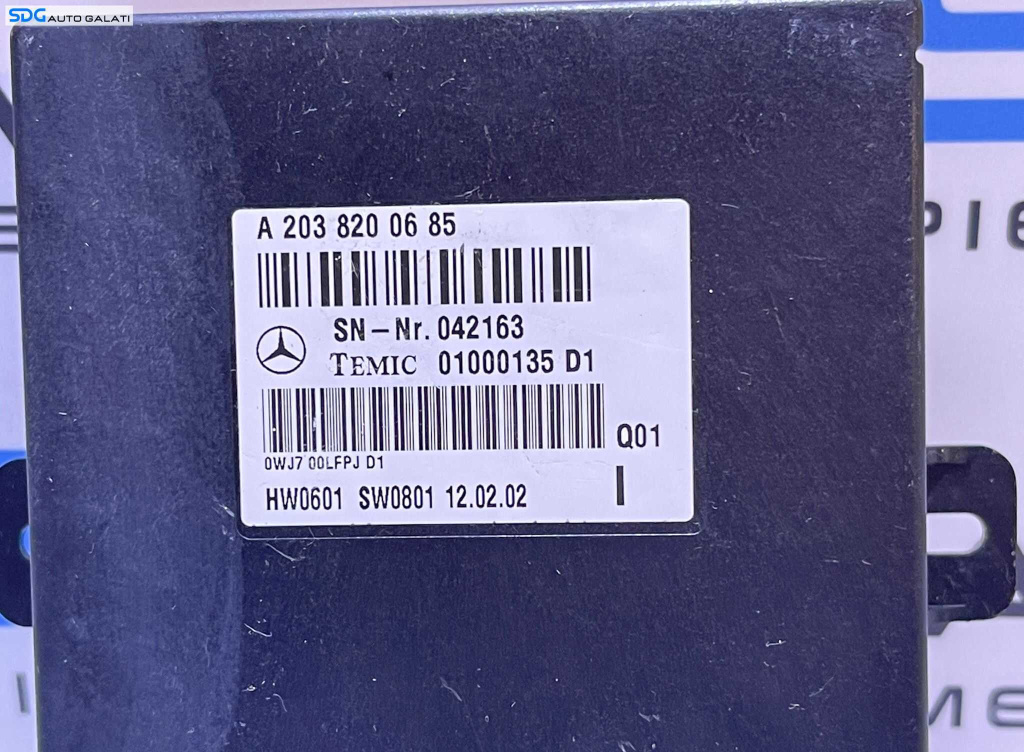 SDG AUTO GALATI
A 203 820 06 85
SN-Nr. 042163
TEMIC 01000135 D1
Q01
0WJ7 00LFPJ D1
HW0601 SW0801 12.02.02
I